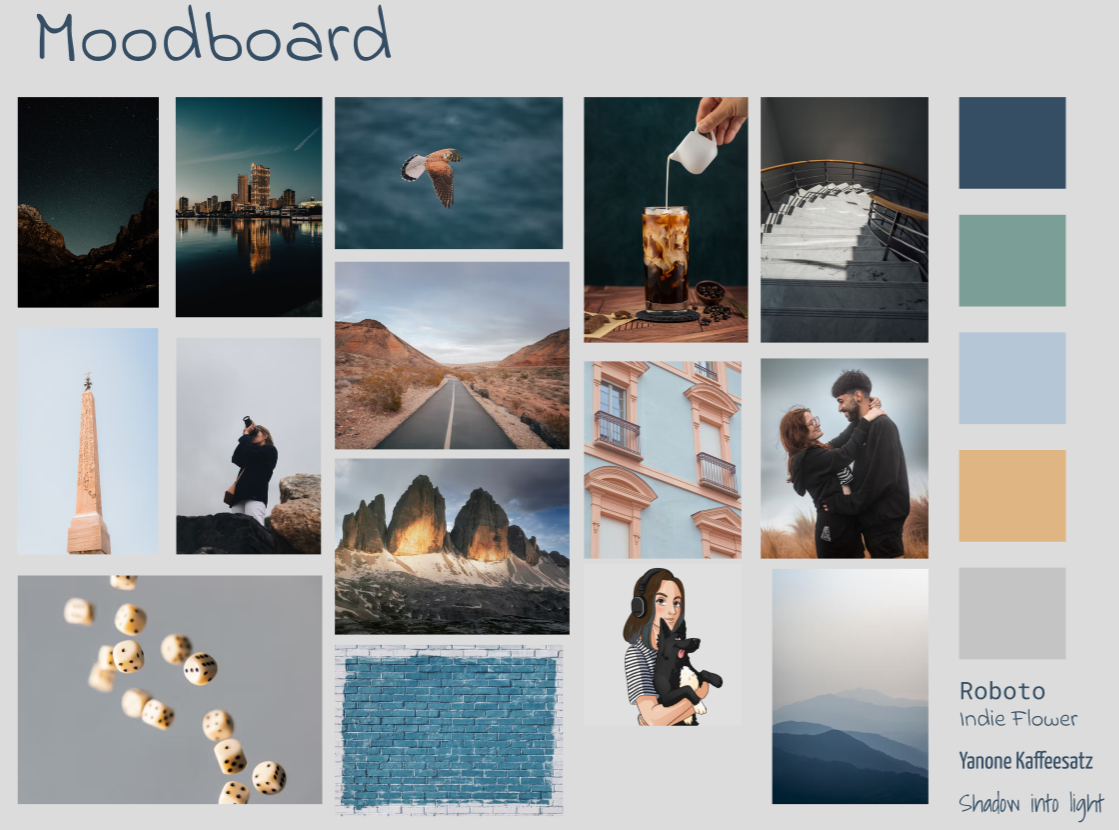 Moodboard
Roboto
Indie Flower
Yanone Kaffeesatz
Shadow into light